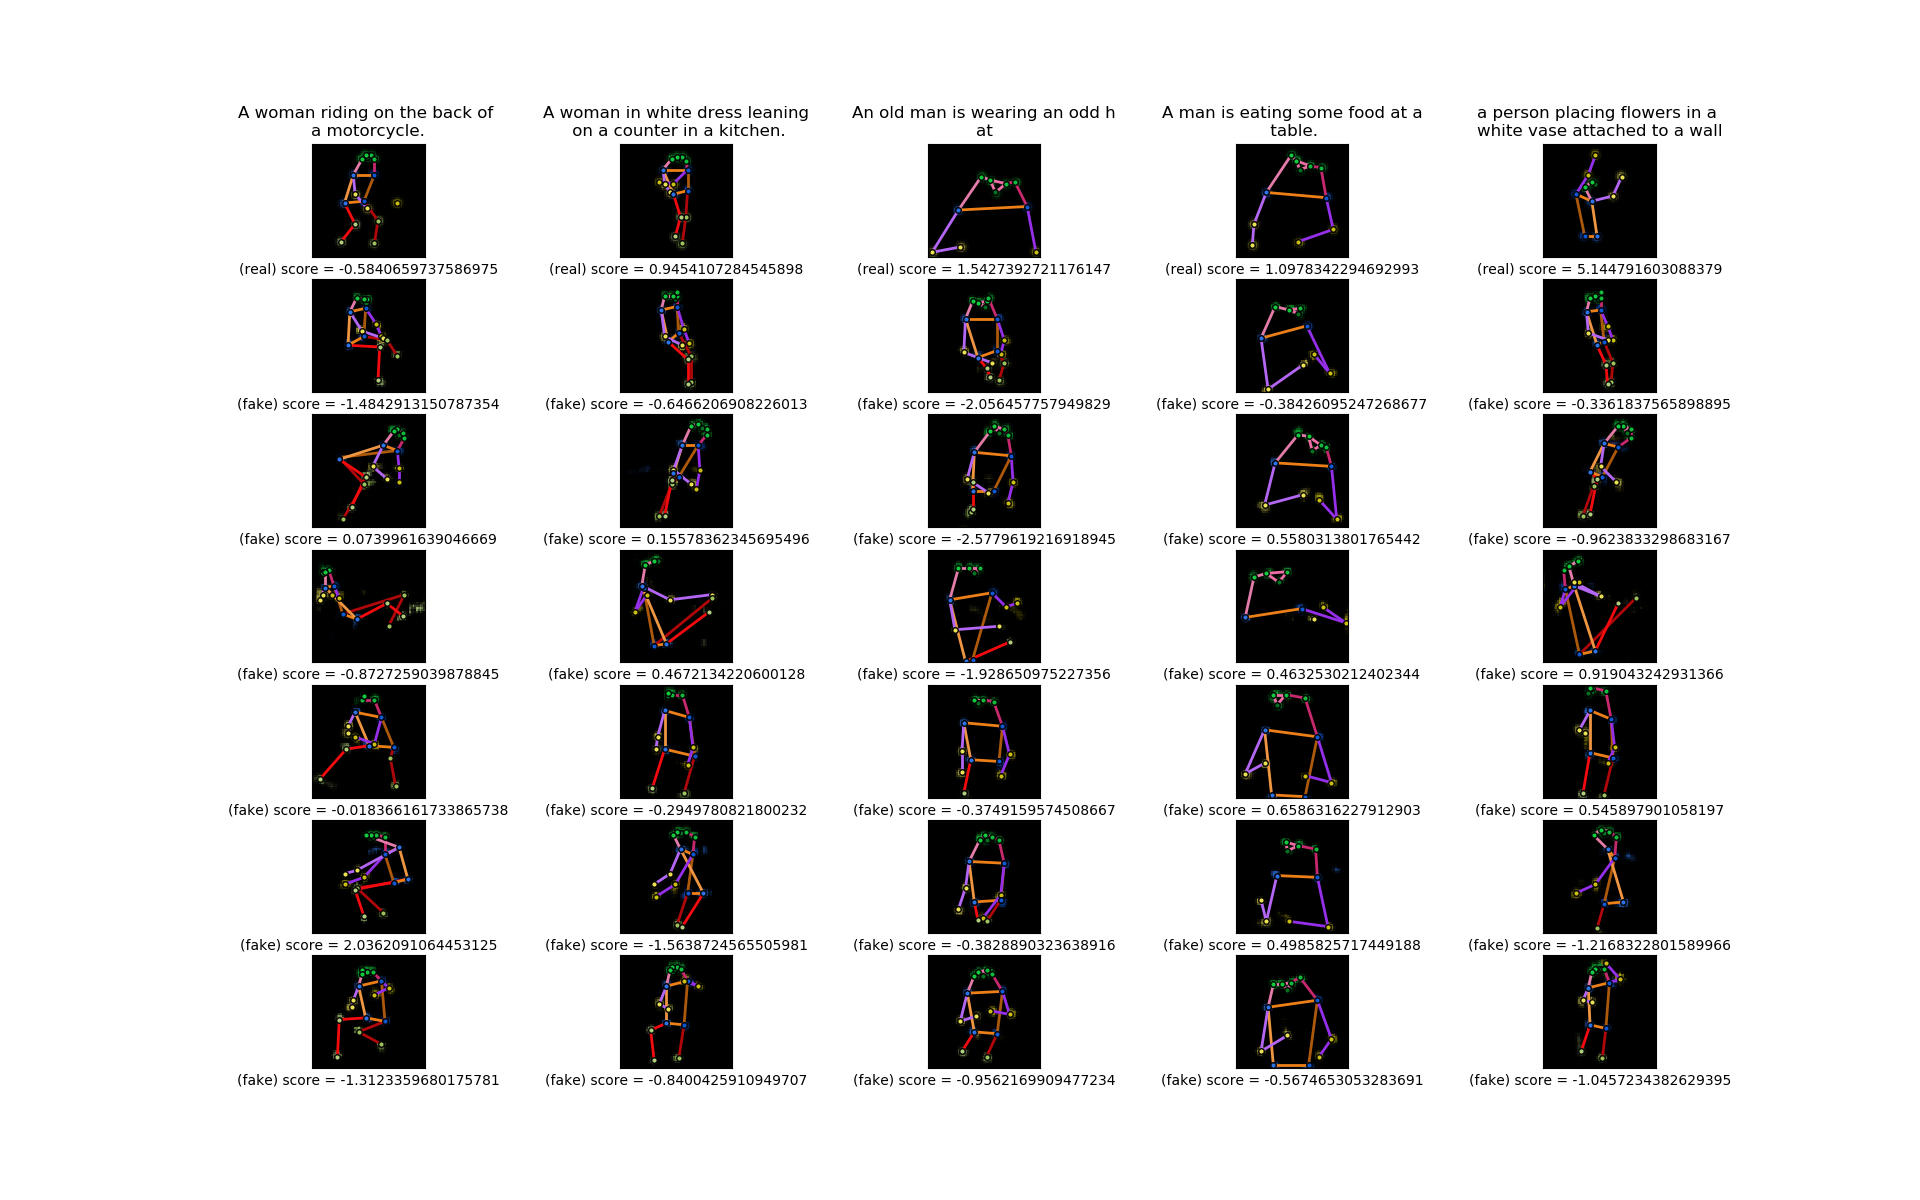 A woman riding on the back of
a motorcycle.
A woman in white dress leaning
on a counter in a kitchen.
An old man is wearing an odd h
at
A man is eating some food at a
table.
a person placing flowers in a
white vase attached to a wall
(real) score = -0.5840659737586975
(real) score = 0.9454107284545898
(real) score = 1.5427392721176147
(real) score = 1.0978342294692993
(real) score = 5.144791603088379
(fake) score = -1.4842913150787354
(fake) score = -0.6466206908226013
(fake) score = -2.056457757949829
(fake) score = -0.38426095247268677
(fake) score = -0.3361837565898895
(fake) score = 0.0739961639046669
(fake) score = 0.15578362345695496
(fake) score = -2.5779619216918945
(fake) score = 0.5580313801765442
(fake) score = -0.9623833298683167
(fake) score = -0.8727259039878845
(fake) score = 0.4672134220600128
(fake) score = -1.928650975227356
(fake) score = 0.4632530212402344
(fake) score = 0.919043242931366
(fake) score = -0.018366161733865738
(fake) score = -0.2949780821800232
(fake) score = -0.3749159574508667
(fake) score = 0.6586316227912903
(fake) score = 0.545897901058197
(fake) score = 2.0362091064453125
(fake) score = -1.5638724565505981
(fake) score = -0.3828890323638916
(fake) score = 0.4985825717449188
(fake) score = -1.2168322801589966
(fake) score = -1.3123359680175781
(fake) score = -0.8400425910949707
(fake) score = -0.9562169909477234
(fake) score = -0.5674653053283691
(fake) score = -1.0457234382629395